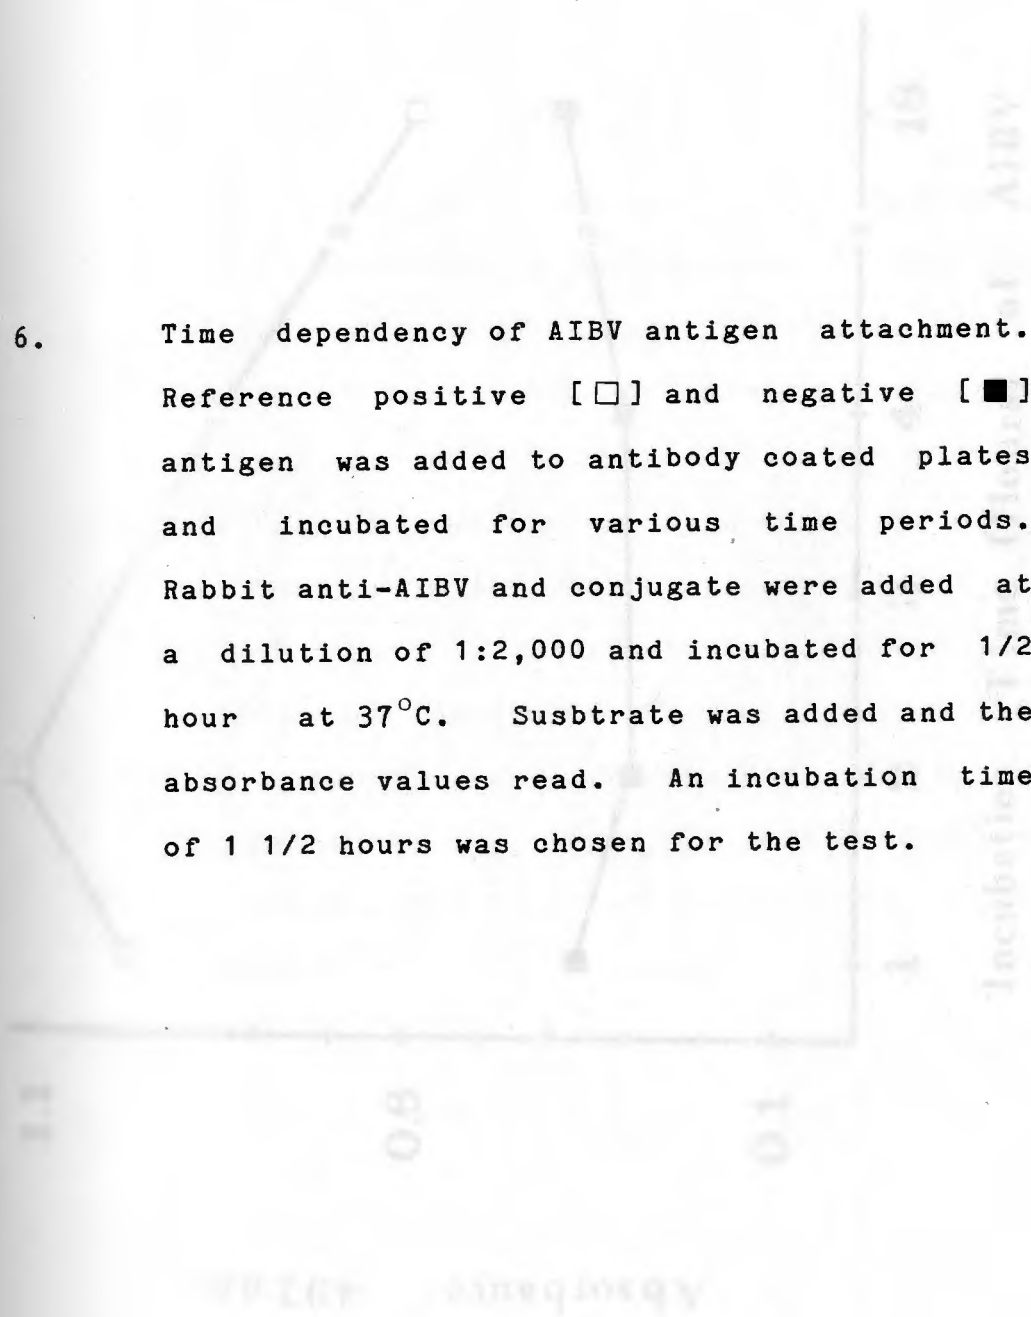 6. Time dependency of AIBV antigen attachment.
Reference positive [□] and negative [■]
antigen was added to antibody coated plates
and incubated for various time periods.
Rabbit anti-AIBV and conjugate were added at
a dilution of 1:2,000 and incubated for 1/2
hour at 37°C. Susbtrate was added and the
absorbance values read. An incubation time
of 1 1/2 hours was chosen for the test.